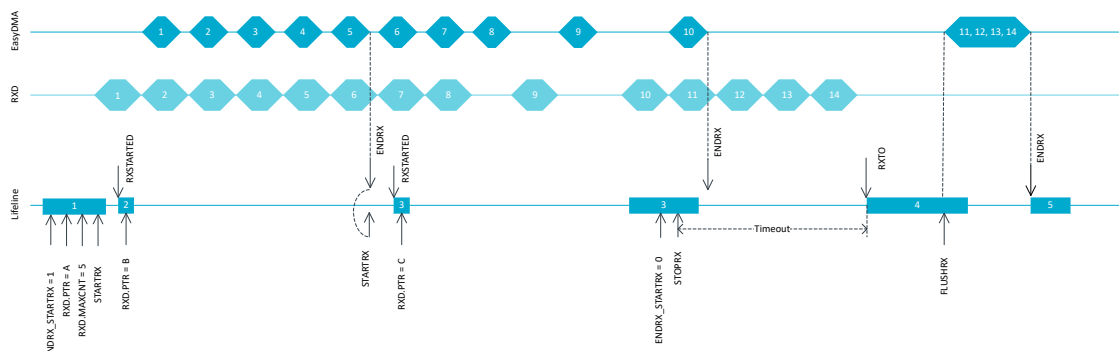 EasyDMA
1
2
3
4
5
6
7
8
9
10
11, 12, 13, 14
RXD
1
2
3
4
5
6
7
8
9
10
11
12
13
14
RXSTARTED
ENDRX
RXSTARTED
ENDRX
RXTO
ENDRX
Lifeline
1
2
3
3
4
5
Timeout
NDRX_STARTRX = 1
RXD.PTR = A
RXD.MAXCNT = 5
STARTRX
RXD.PTR = B
STARTRX
RXD.PTR = C
ENDRX_STARTRX = 0
STOPRX
FLUSHRX